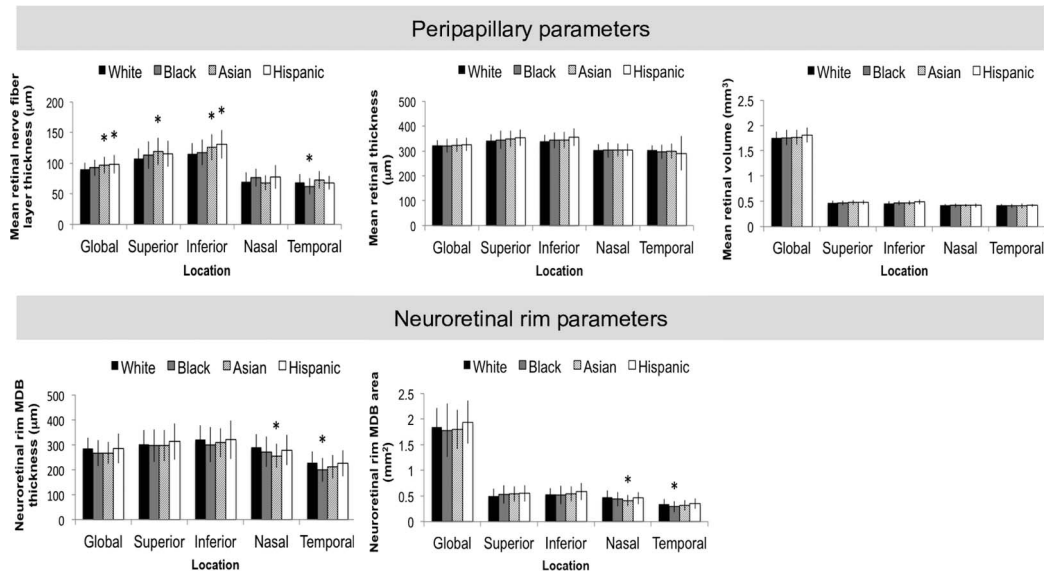 Peripapillary parameters
White Black Asian Hispanic
Mean retinal nerve fiber
layer thickness (µm)
200
150
100
50
0
* *
*
* *
*
Global Superior Inferior Nasal Temporal
Location
White Black Asian Hispanic
Mean retinal thickness
(µm)
500
400
300
200
100
0
Global Superior Inferior Nasal Temporal
Location
White Black Asian Hispanic
Mean retinal volume (mm³)
2.5
2
1.5
1
0.5
0
Global Superior Inferior Nasal Temporal
Location
Neuroretinal rim parameters
White Black Asian Hispanic
Neuroretinal rim MDB
thickness (µm)
500
400
300
200
100
0
*
*
Global Superior Inferior Nasal Temporal
Location
White Black Asian Hispanic
Neuroretinal rim MDB area
(mm²)
2.5
2
1.5
1
0.5
0
*
*
Global Superior Inferior Nasal Temporal
Location